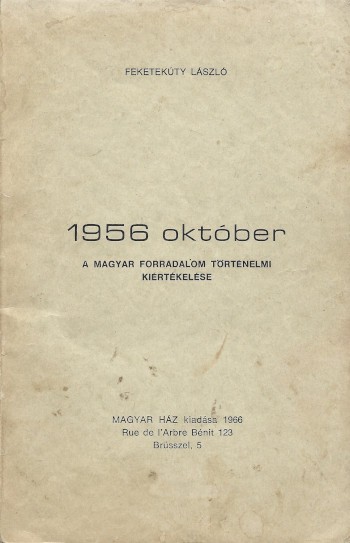 FEKETEKÚTY LÁSZLÓ
1956 október
A MAGYAR FORRADALOM TÖRTÉNELMI
KIÉRTÉKELÉSE
MAGYAR HÁZ kiadása 1966
Rue de l'Arbre Bénit 123
Brüsszel, 5